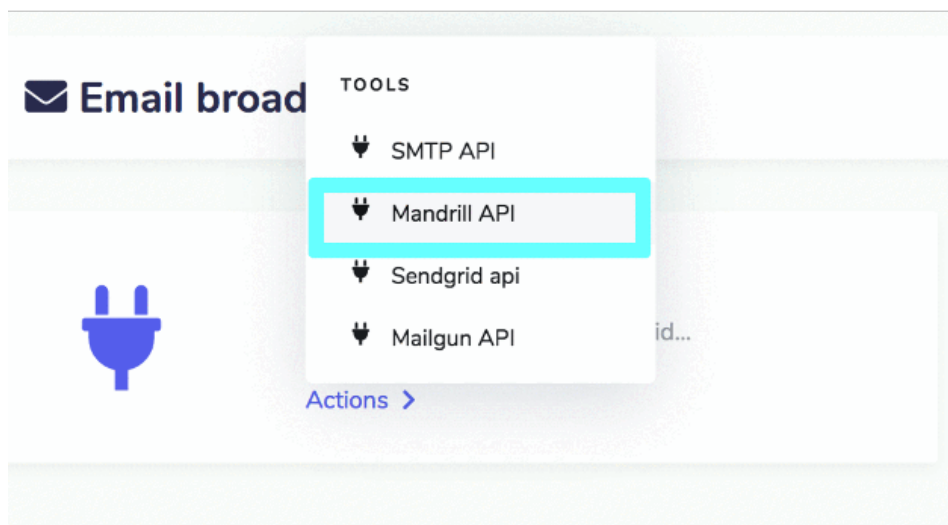 Email broad
TOOLS
SMTP API
Mandrill API
Sendgrid api
Mailgun API
id...
Actions